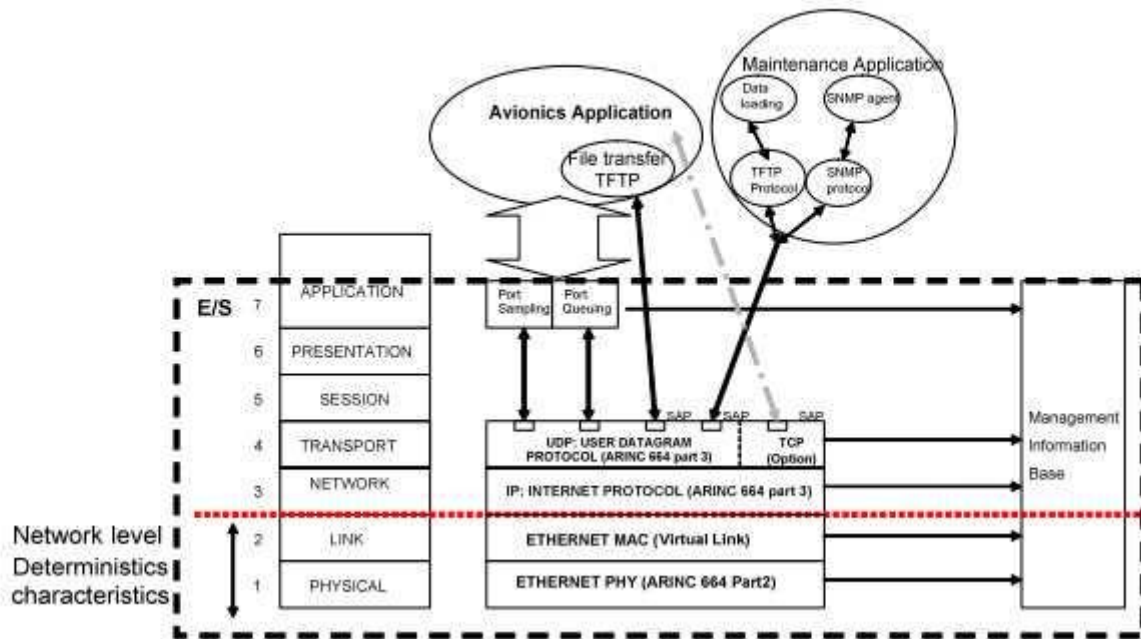 Maintenance Application
Data
loading
SNMP agent
Avionics Application
File transfer
TFTP
TFTP
Protocol
SNMP
protoco
E/S
7
APPLICATION
Port
Sampling
Port
Queuing
6
PRESENTATION
5
SESSION
SAP
SAP
SAP
4
TRANSPORT
UDP: USER DATAGRAM
PROTOCOL (ARINC 664 part 3)
TCP
(Option)
Management
Information
Base
3
NETWORK
IP: INTERNET PROTOCOL (ARINC 664 part 3)
Network level
Deterministics
characteristics
2
LINK
ETHERNET MAC (Virtual Link)
1
PHYSICAL
ETHERNET PHY (ARINC 664 Part2)